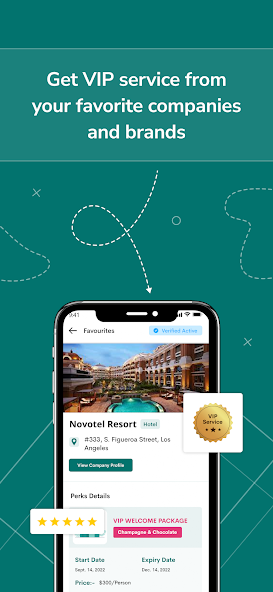 Get VIP service from
your favorite companies
and brands
9:41
Favourites
Verified Active
Novotel Resort
Hotel
#333, S. Figueroa Street, Los
Angeles
View Company Profile
VIP
Service
Perks Details
VIP WELCOME PACKAGE
Champagne & Chocolate
Start Date
Expiry Date
Sept. 14, 2022
Dec. 14, 2022
Price:- $300/Person